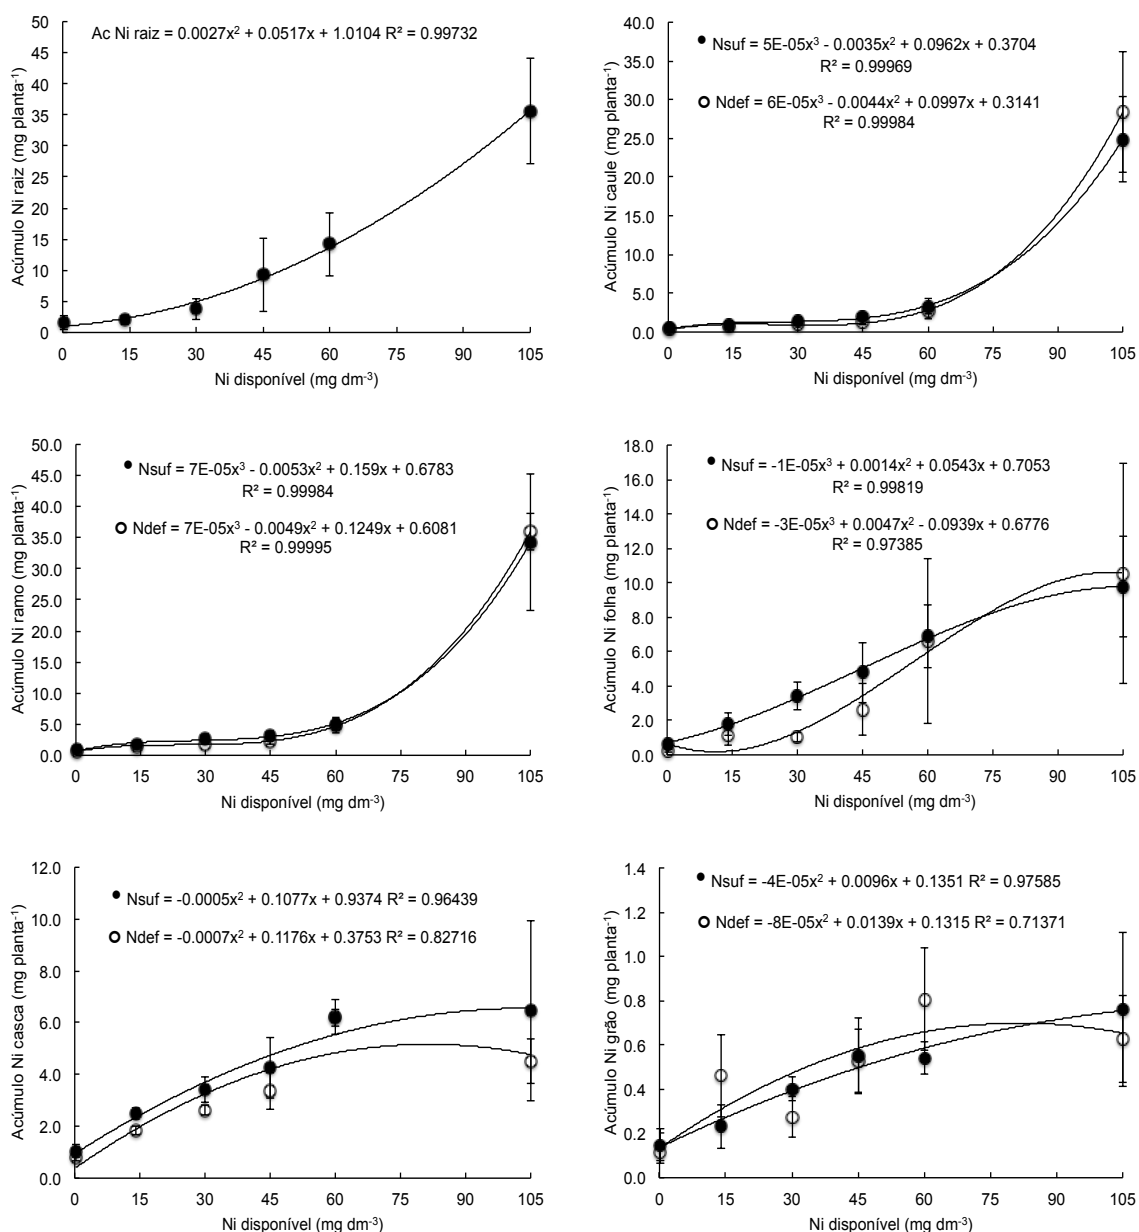 Ac Ni raiz = 0.0027x² + 0.0517x + 1.0104 R² = 0.99732
Acúmulo Ni raiz (mg planta⁻¹)
50
45
40
35
30
25
20
15
10
5
0
0 15 30 45 60 75 90 105
Ni disponível (mg dm⁻³)
Nsuf = 5E-05x³ - 0.0035x² + 0.0962x + 0.3704
R² = 0.99969
Ndef = 6E-05x³ - 0.0044x² + 0.0997x + 0.3141
R² = 0.99984
Acúmulo Ni caule (mg planta⁻¹)
40.0
35.0
30.0
25.0
20.0
15.0
10.0
5.0
0.0
0 15 30 45 60 75 90 105
Ni disponível (mg dm⁻³)
Nsuf = 7E-05x³ - 0.0053x² + 0.159x + 0.6783
R² = 0.99984
Ndef = 7E-05x³ - 0.0049x² + 0.1249x + 0.6081
R² = 0.99995
Acúmulo Ni ramo (mg planta⁻¹)
50.0
45.0
40.0
35.0
30.0
25.0
20.0
15.0
10.0
5.0
0.0
0 15 30 45 60 75 90 105
Ni disponível (mg dm⁻³)
Nsuf = -1E-05x³ + 0.0014x² + 0.0543x + 0.7053
R² = 0.99819
Ndef = -3E-05x³ + 0.0047x² - 0.0939x + 0.6776
R² = 0.97385
Acúmulo Ni folha (mg planta⁻¹)
18.0
16.0
14.0
12.0
10.0
8.0
6.0
4.0
2.0
0.0
0 15 30 45 60 75 90 105
Ni disponível (mg dm⁻³)
Nsuf = -0.0005x² + 0.1077x + 0.9374 R² = 0.96439
Ndef = -0.0007x² + 0.1176x + 0.3753 R² = 0.82716
Acúmulo Ni casca (mg planta⁻¹)
12.0
10.0
8.0
6.0
4.0
2.0
0.0
0 15 30 45 60 75 90 105
Ni disponível (mg dm⁻³)
Nsuf = -4E-05x² + 0.0096x + 0.1351 R² = 0.97585
Ndef = -8E-05x² + 0.0139x + 0.1315 R² = 0.71371
Acúmulo Ni grão (mg planta⁻¹)
1.4
1.2
1.0
0.8
0.6
0.4
0.2
0.0
0 15 30 45 60 75 90 105
Ni disponível (mg dm⁻³)